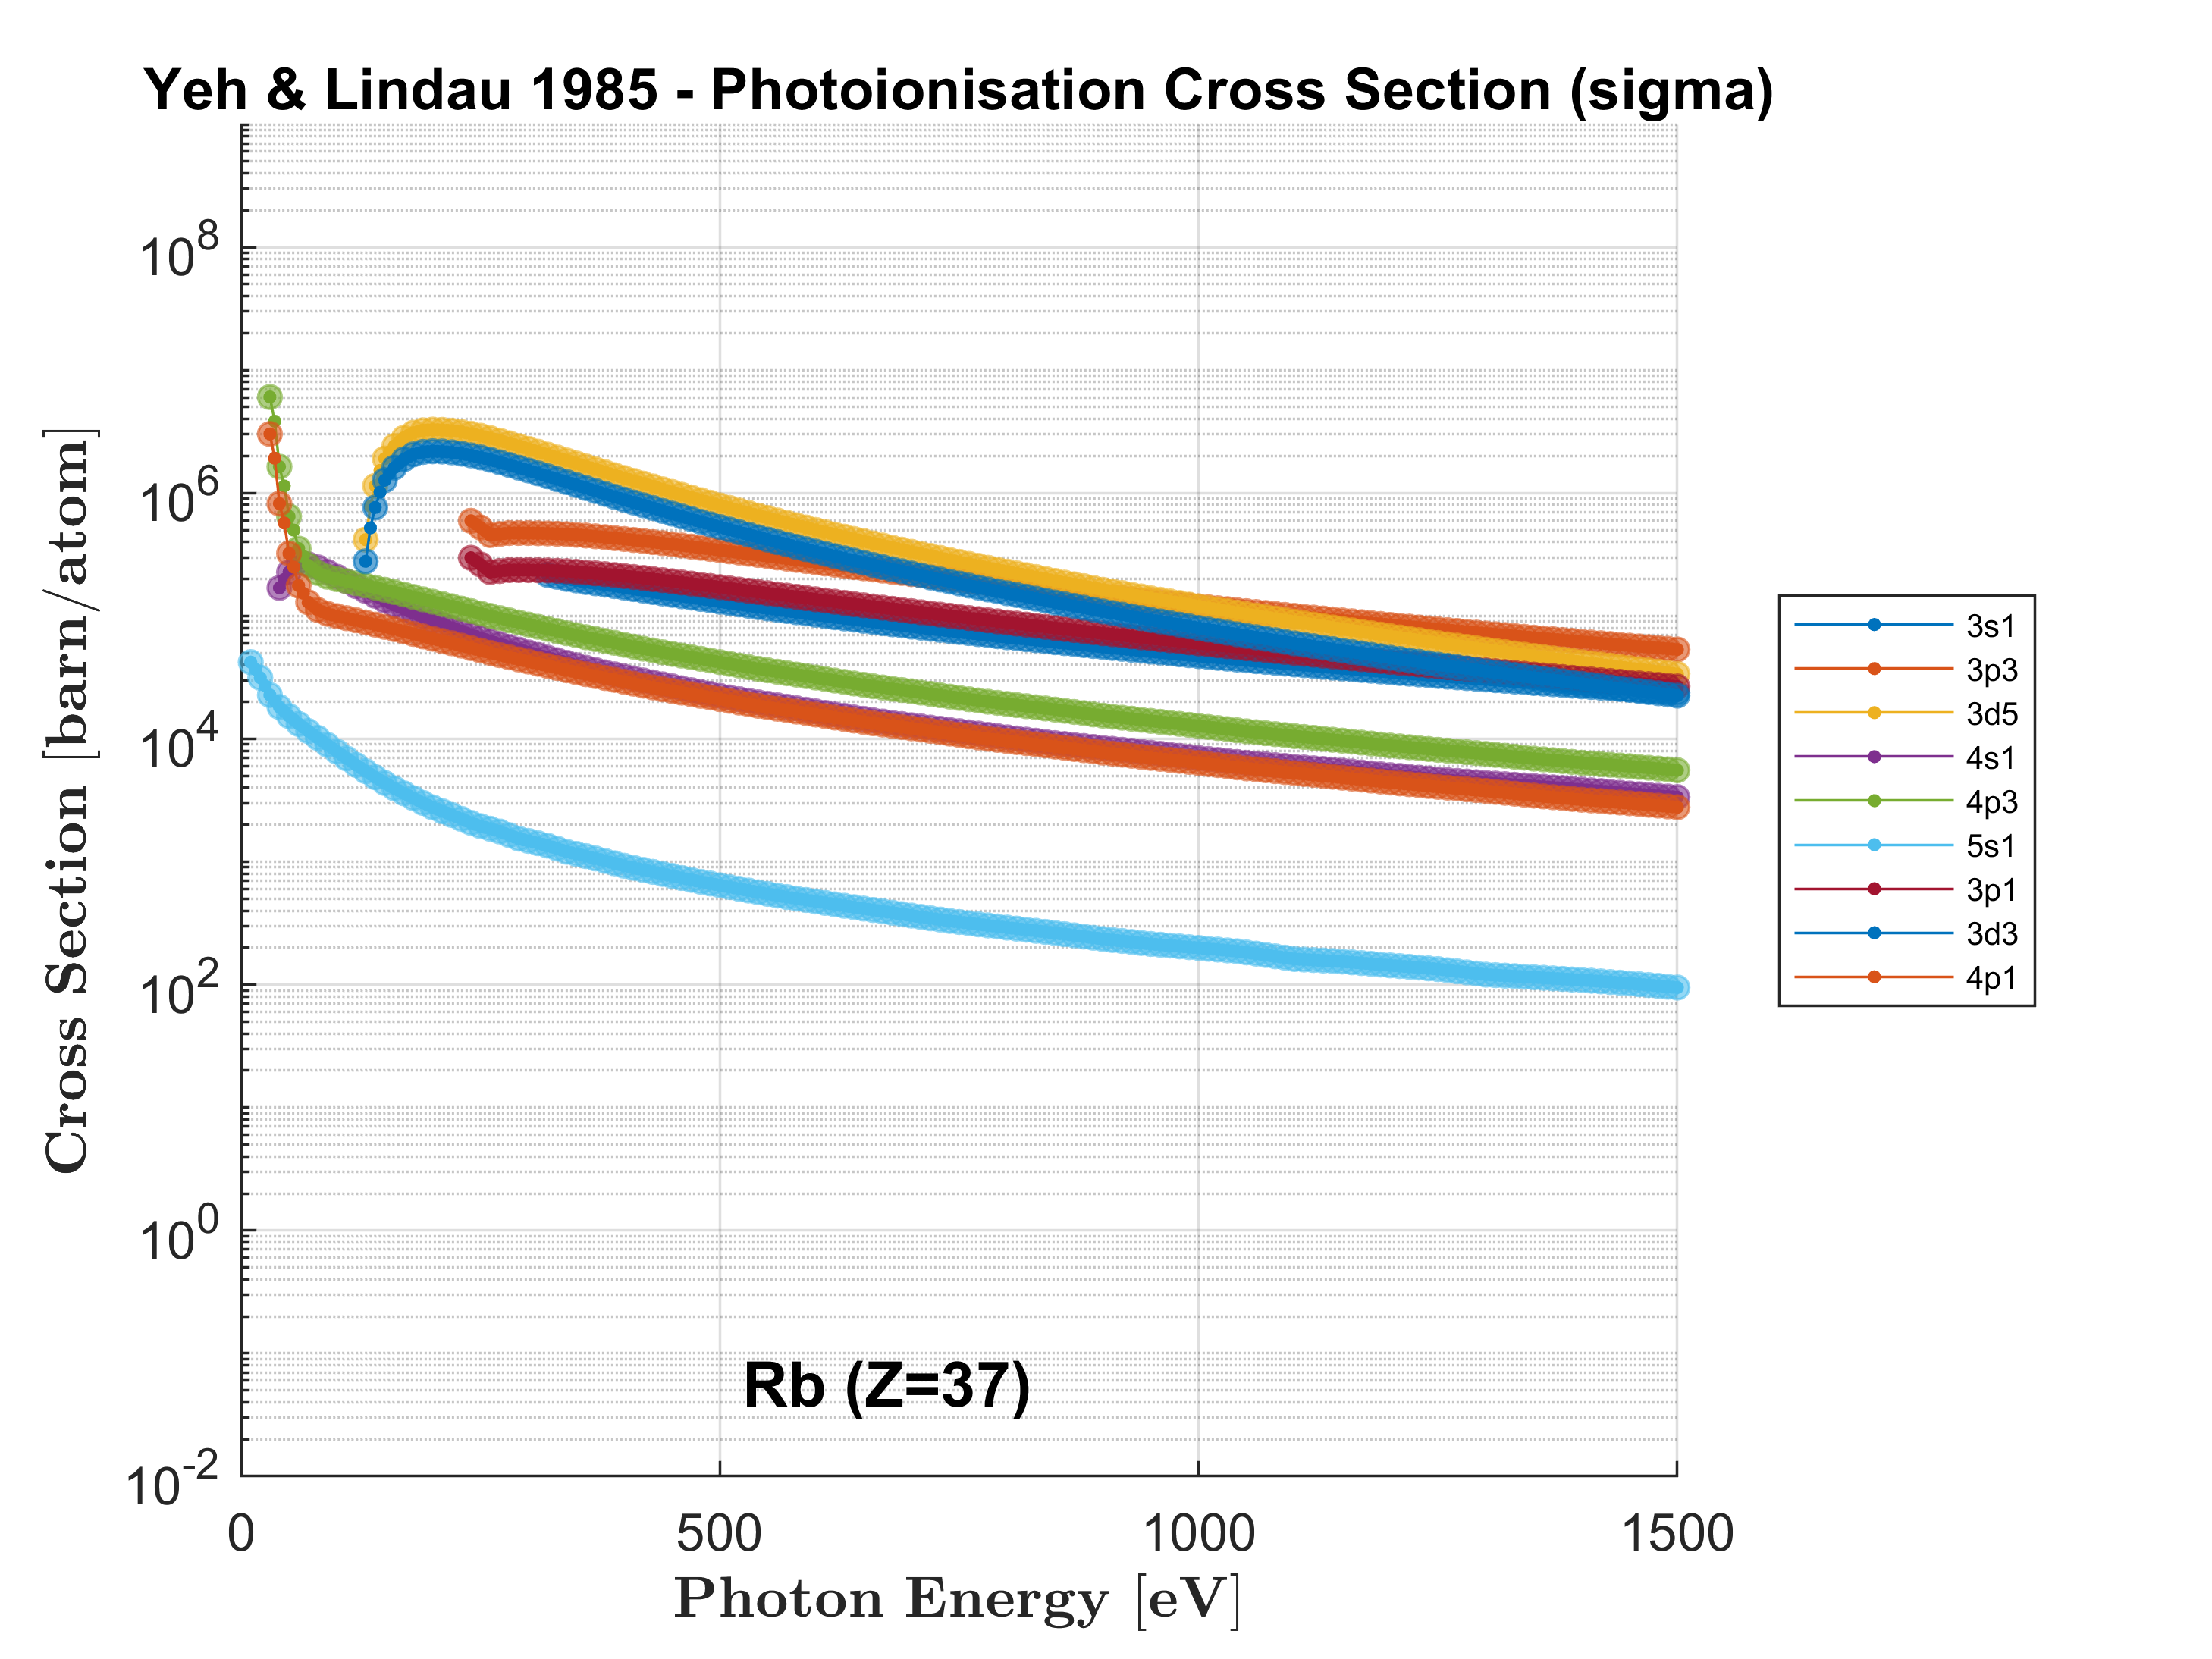 Yeh & Lindau 1985 - Photoionisation Cross Section (sigma)
Cross Section [barn/atom]
10^8
10^6
10^4
10^2
10^0
10^-2
0 500 1000 1500
Photon Energy [eV]
Rb (Z=37)
3s1
3p3
3d5
4s1
4p3
5s1
3p1
3d3
4p1